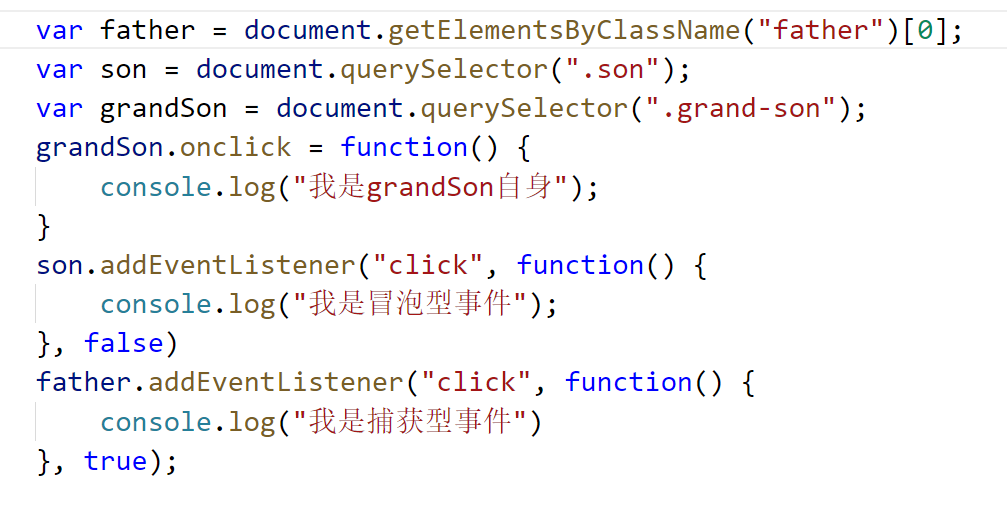 var father = document.getElementsByClassName("father")[0];
var son = document.querySelector(".son");
var grandSon = document.querySelector(".grand-son");
grandSon.onclick = function() {
    console.log("我是grandSon自身");
}
son.addEventListener("click", function() {
    console.log("我是冒泡型事件");
}, false)
father.addEventListener("click", function() {
    console.log("我是捕获型事件")
}, true);